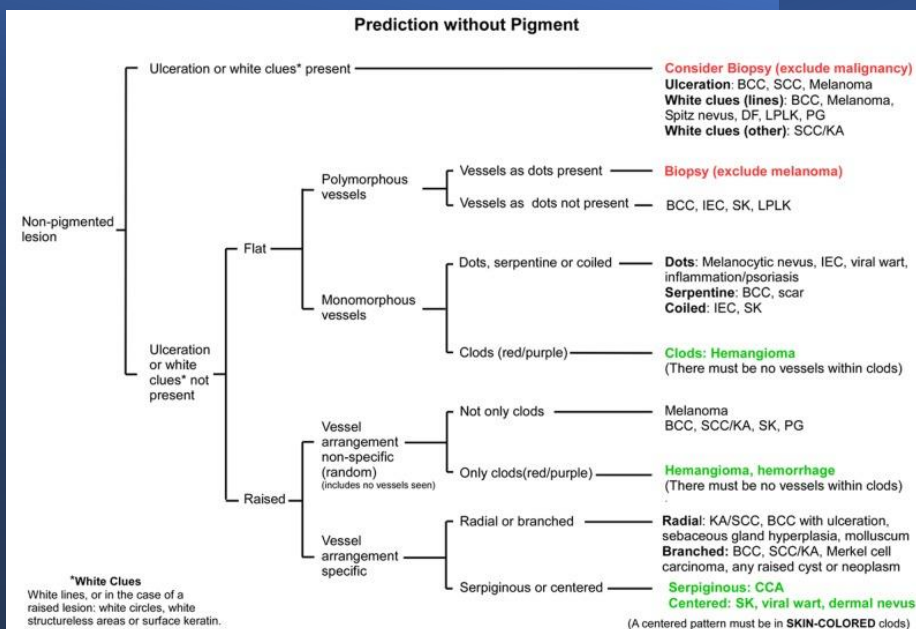 Prediction without Pigment
Ulceration or white clues* present
Consider Biopsy (exclude malignancy)
Ulceration: BCC, SCC, Melanoma
White clues (lines): BCC, Melanoma,
Spitz nevus, DF, LPLK, PG
White clues (other): SCC/KA
Non-pigmented
lesion
Flat
Polymorphous
vessels
Vessels as dots present
Biopsy (exclude melanoma)
Vessels as dots not present
BCC, IEC, SK, LPLK
Monomorphous
vessels
Dots, serpentine or coiled
Dots: Melanocytic nevus, IEC, viral wart,
inflammation/psoriasis
Serpentine: BCC, scar
Coiled: IEC, SK
Clods (red/purple)
Clods: Hemangioma
(There must be no vessels within clods)
Ulceration
or white
clues* not
present
Raised
Vessel
arrangement
non-specific
(random)
(includes no vessels seen)
Not only clods
Melanoma
BCC, SCC/KA, SK, PG
Only clods(red/purple)
Hemangioma, hemorrhage
(There must be no vessels within clods)
Vessel
arrangement
specific
Radial or branched
Radial: KA/SCC, BCC with ulceration,
sebaceous gland hyperplasia, molluscum
Branched: BCC, SCC/KA, Merkel cell
carcinoma, any raised cyst or neoplasm
Serpiginous or centered
Serpiginous: CCA
Centered: SK, viral wart, dermal nevus
(A centered pattern must be in SKIN-COLORED clods)
*White Clues
White lines, or in the case of a
raised lesion: white circles, white
structureless areas or surface keratin.